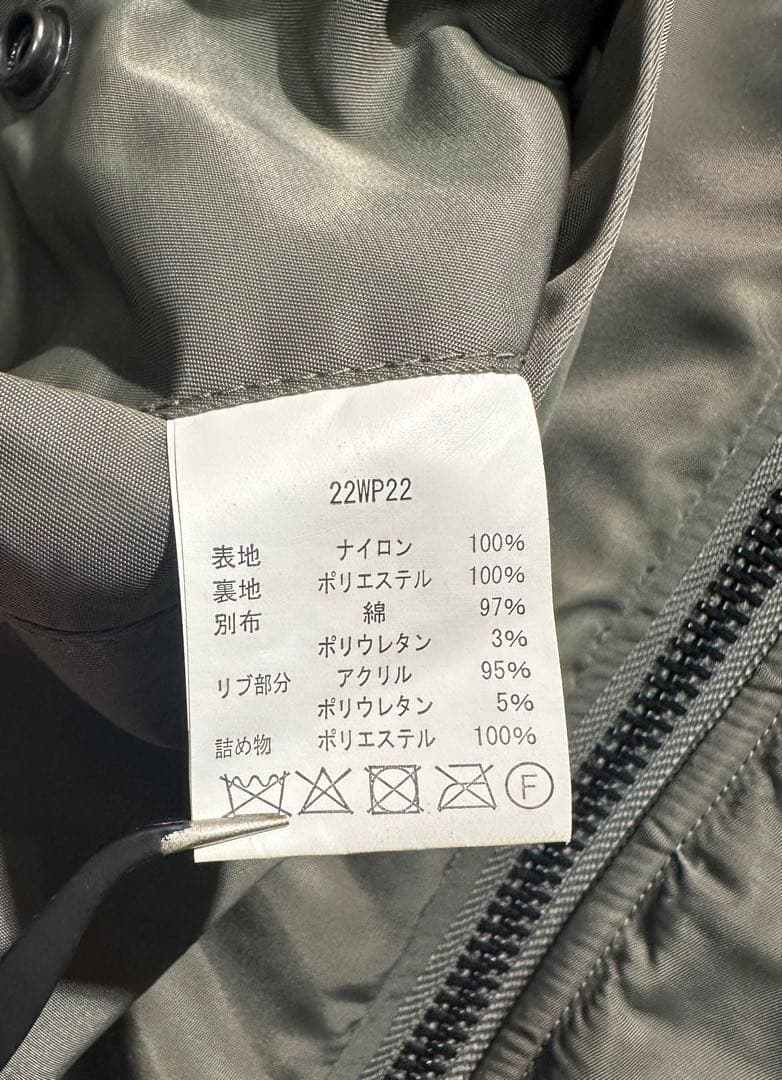 22WP22
表地 ナイロン 100%
裏地 ポリエステル 100%
別布 綿 97%
ポリウレタン 3%
リブ部分 アクリル 95%
ポリウレタン 5%
詰め物 ポリエステル 100%
F